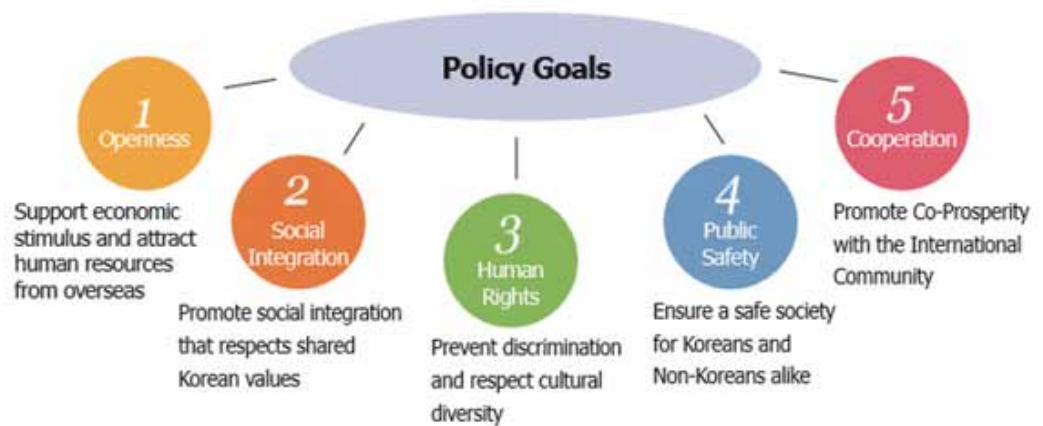 Policy Goals
1
Openness
Support economic
stimulus and attract
human resources
from overseas
2
Social
Integration
Promote social integration
that respects shared
Korean values
3
Human
Rights
Prevent discrimination
and respect cultural
diversity
4
Public
Safety
Ensure a safe society
for Koreans and
Non-Koreans alike
5
Cooperation
Promote Co-Prosperity
with the International
Community